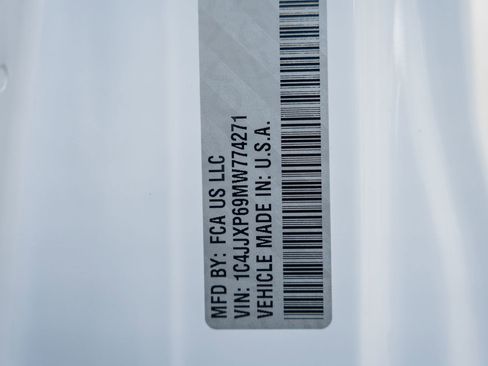 MFD BY: FCA US LLC
VIN: 1C4JJXP69MW774271
VEHICLE MADE IN: U.S.A.